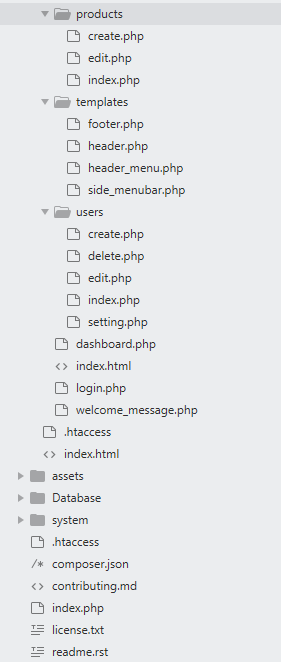 products
create.php
edit.php
index.php
templates
footer.php
header.php
header_menu.php
side_menubar.php
users
create.php
delete.php
edit.php
index.php
setting.php
dashboard.php
index.html
login.php
welcome_message.php
.htaccess
index.html
assets
Database
system
.htaccess
composer.json
contributing.md
index.php
license.txt
readme.rst